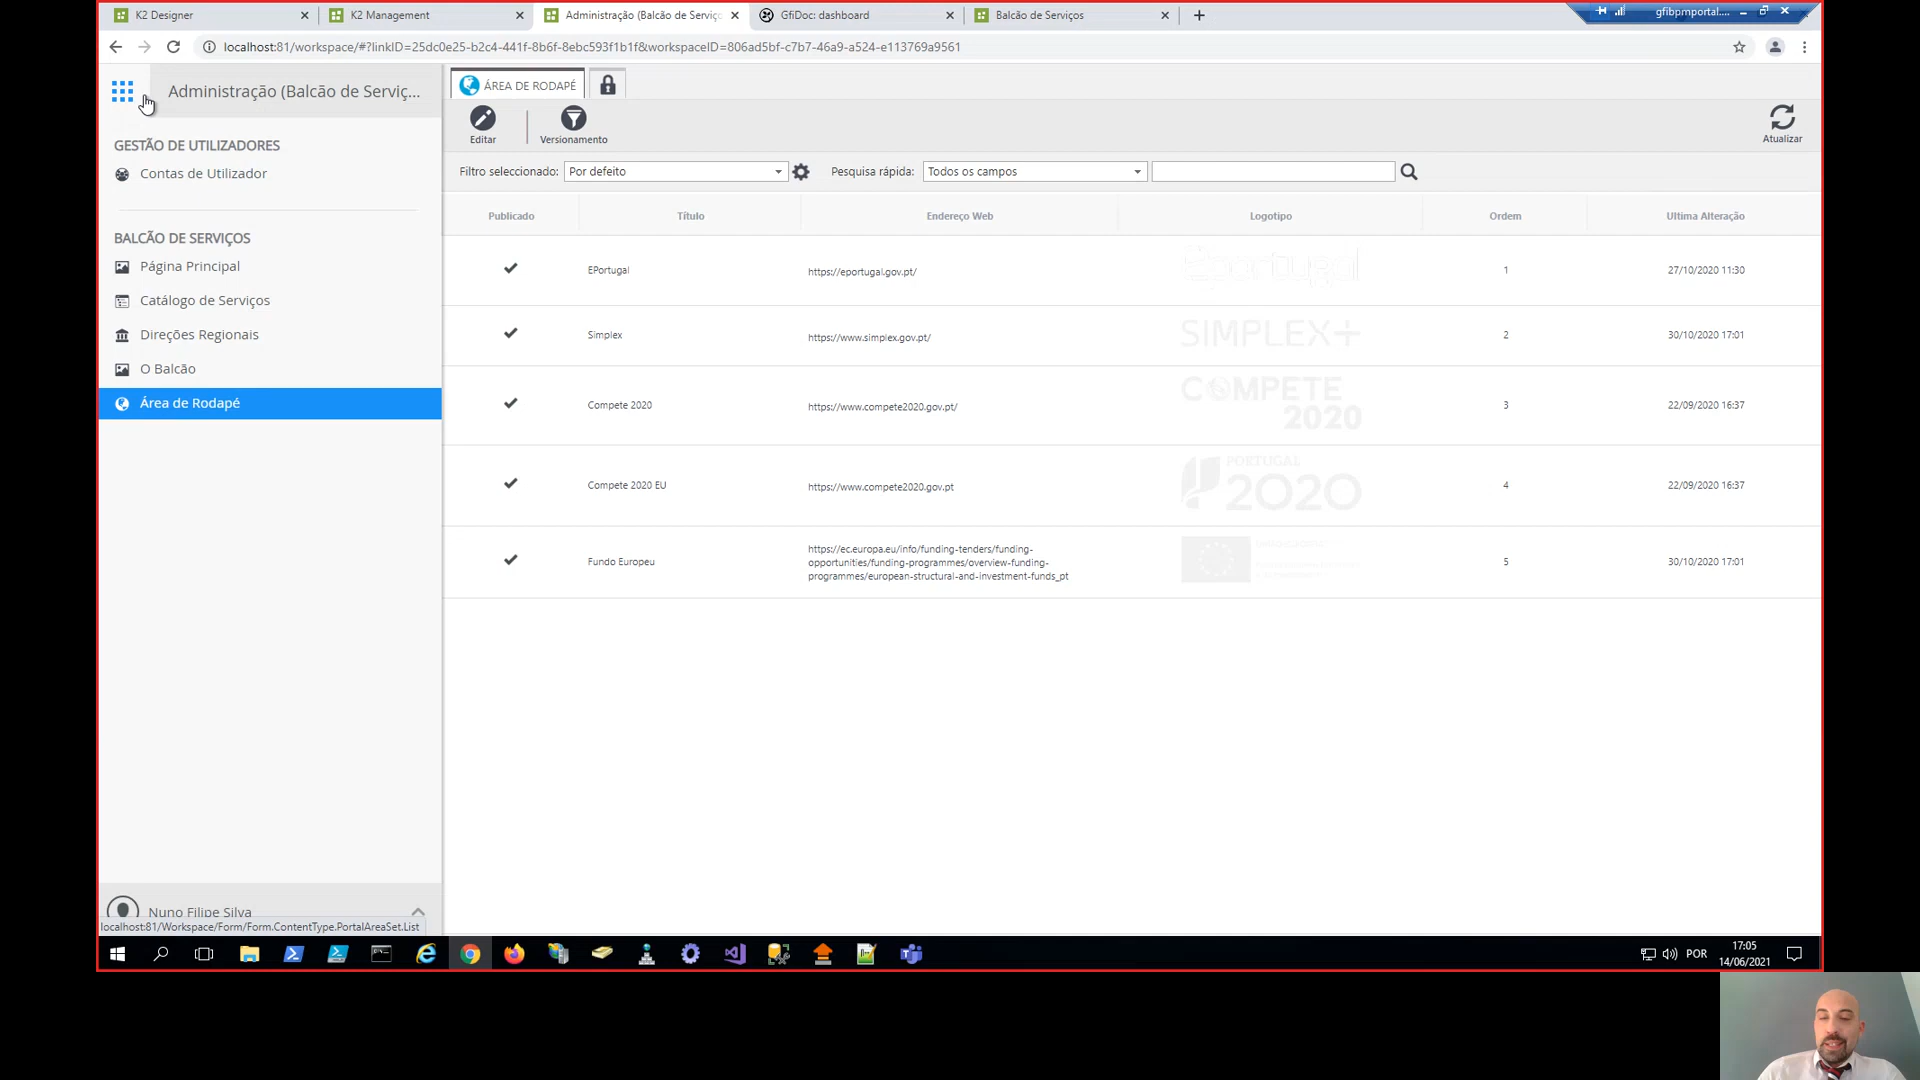 K2 Designer
K2 Management
Administração (Balcão de Serviç
GfiDoc: dashboard
Balcão de Serviços
gfibpmportal....
localhost:81/workspace/#?linkID=25dc0e25-b2c4-441f-8b6f-8ebc593f1b1f&workspaceID=806ad5bf-c7b7-46a9-a524-e113769a9561
Administração (Balcão de Serviç...
GESTÃO DE UTILIZADORES
Contas de Utilizador
BALCÃO DE SERVIÇOS
Página Principal
Catálogo de Serviços
Direções Regionais
O Balcão
Área de Rodapé
Nuno Filipe Silva
localhost:81/Workspace/Form/Form.ContentType.PortalAreaSet.List
ÁREA DE RODAPÉ
Editar
Versionamento
Atualizar
Filtro seleccionado: Por defeito
Pesquisa rápida: Todos os campos
Publicado Título Endereço Web Logotipo Ordem Ultima Alteração
EPortugal https://eportugal.gov.pt/ eportugal 1 27/10/2020 11:30
Simplex https://www.simplex.gov.pt/ SIMPLEX+ 2 30/10/2020 17:01
Compete 2020 https://www.compete2020.gov.pt/ COMPETE 2020 3 22/09/2020 16:37
Compete 2020 EU https://www.compete2020.gov.pt PORTUGAL 2020 4 22/09/2020 16:37
Fundo Europeu https://ec.europa.eu/info/funding-tenders/funding-
opportunities/funding-programmes/overview-funding-
programmes/european-structural-and-investment-funds_pt 5 30/10/2020 17:01
POR
17:05
14/06/2021